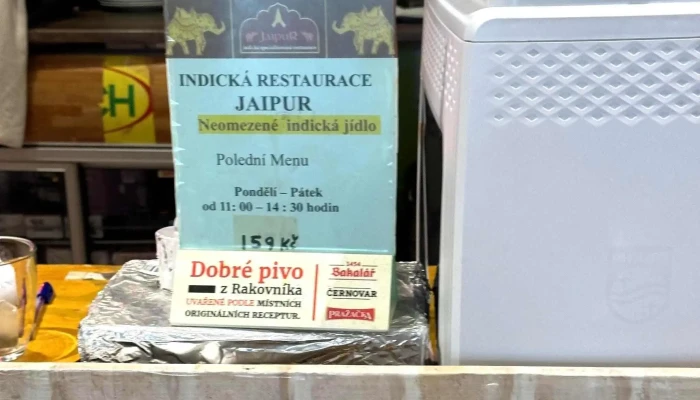 JaipuR
INDICKÁ RESTAURACE
JAIPUR
Neomezené indická jídlo
Polední Menu
Pondělí – Pátek
od 11: 00 – 14 : 30 hodin
159 Kč
Dobré pivo
z Rakovníka
UVAŘENÉ PODLE MÍSTNÍCH
ORIGINÁLNÍCH RECEPTUR.
1454
Bakalář
ČERNOVAR
PRAŽAČKA
CH